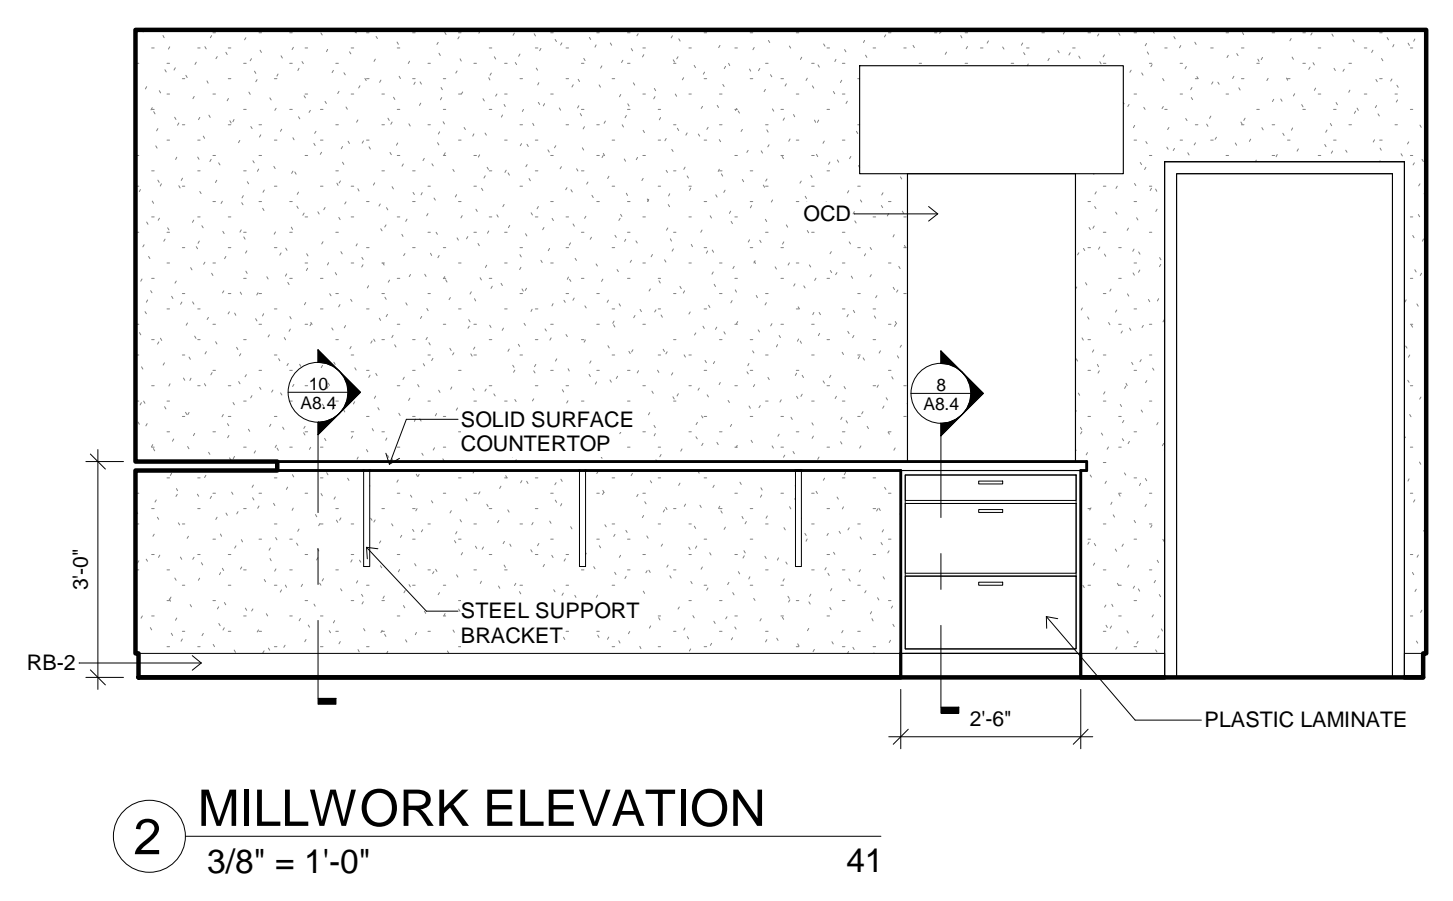 OCD
10
A8.4
8
A8.4
SOLID SURFACE
COUNTERTOP
3'-0"
STEEL SUPPORT
BRACKET
RB-2
2'-6"
PLASTIC LAMINATE
2
MILLWORK ELEVATION
3/8" = 1'-0"
41